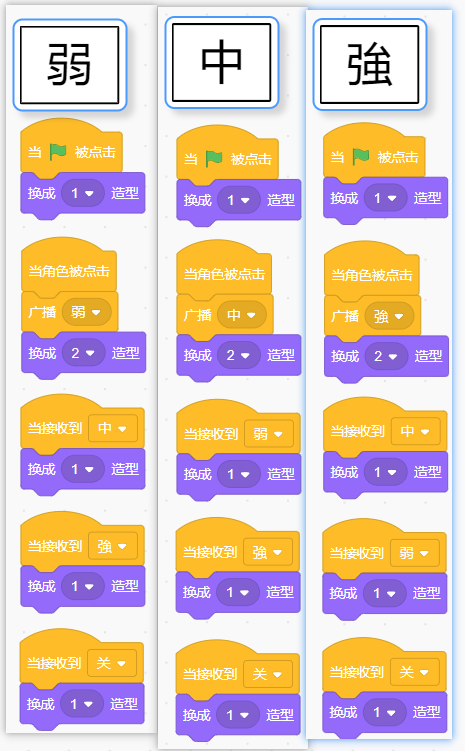 弱
当 被点击
换成 1 造型
当角色被点击
广播 弱
换成 2 造型
当接收到 中
换成 1 造型
当接收到 強
换成 1 造型
当接收到 关
换成 1 造型
中
当 被点击
换成 1 造型
当角色被点击
广播 中
换成 2 造型
当接收到 弱
换成 1 造型
当接收到 強
换成 1 造型
当接收到 关
换成 1 造型
強
当 被点击
换成 1 造型
当角色被点击
广播 強
换成 2 造型
当接收到 中
换成 1 造型
当接收到 弱
换成 1 造型
当接收到 关
换成 1 造型